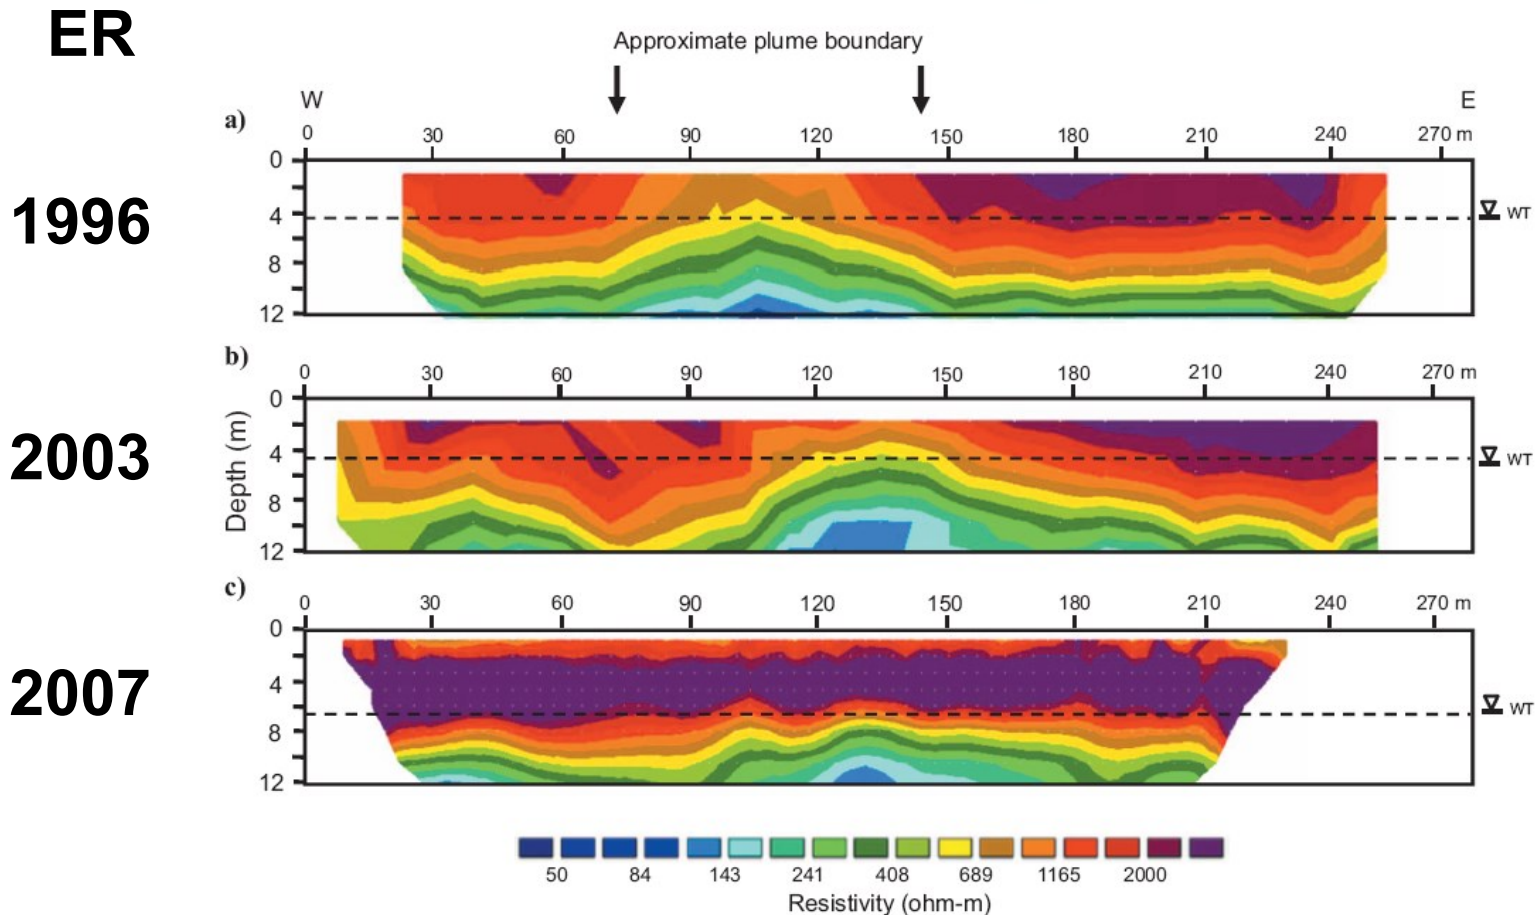 ER
Approximate plume boundary
W E
a)
0 30 60 90 120 150 180 210 240 270 m
1996
0
4
8
12
WT
b)
0 30 60 90 120 150 180 210 240 270 m
2003
Depth (m)
0
4
8
12
WT
c)
0 30 60 90 120 150 180 210 240 270 m
2007
0
4
8
12
WT
50 84 143 241 408 689 1165 2000
Resistivity (ohm-m)